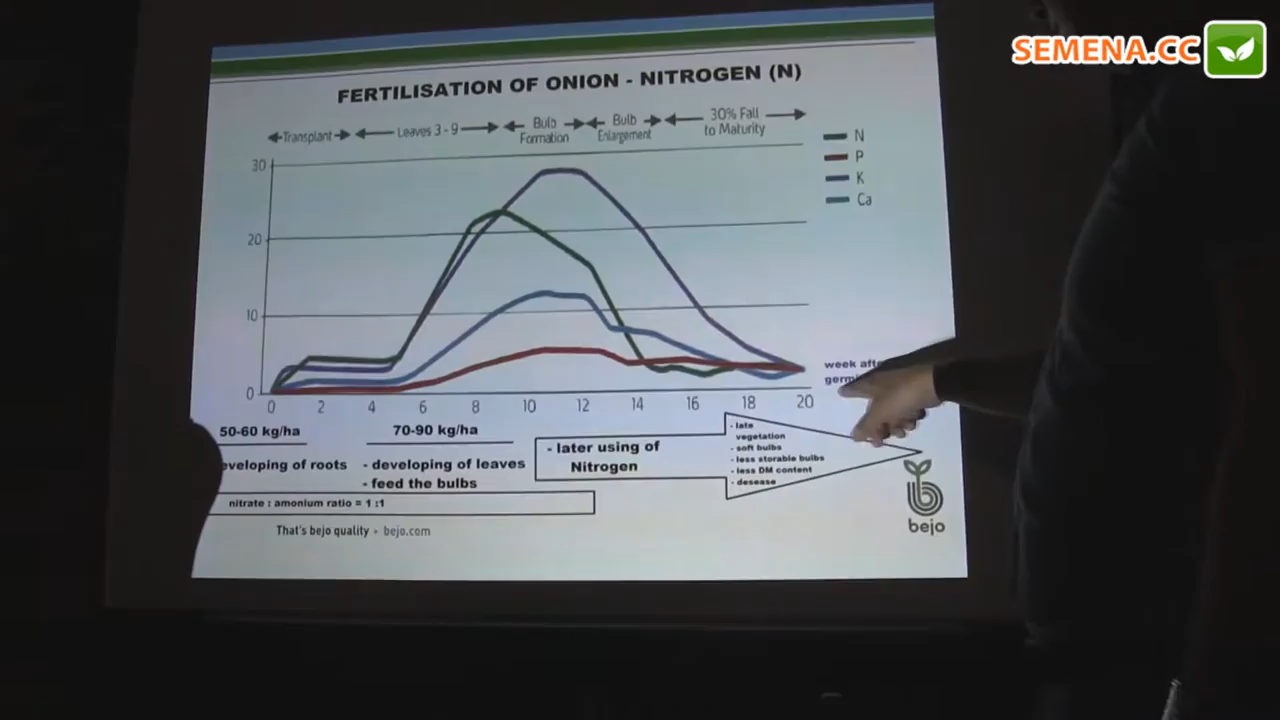 SEMENA.CC
FERTILISATION OF ONION - NITROGEN (N)
Transplant
Leaves 3 - 9
Bulb
Formation
Bulb
Enlargement
30% Fall
to Maturity
N
P
K
Ca
30
20
10
0
0 2 4 6 8 10 12 14 16 18 20
week
50-60 kg/ha
70-90 kg/ha
eveloping of roots
- developing of leaves
- feed the bulbs
- later using of
Nitrogen
- late
vegetation
- soft bulbs
- less storable bulbs
- less DM content
- desease
nitrate : amonium ratio = 1 :1
That's bejo quality • bejo.com
bejo